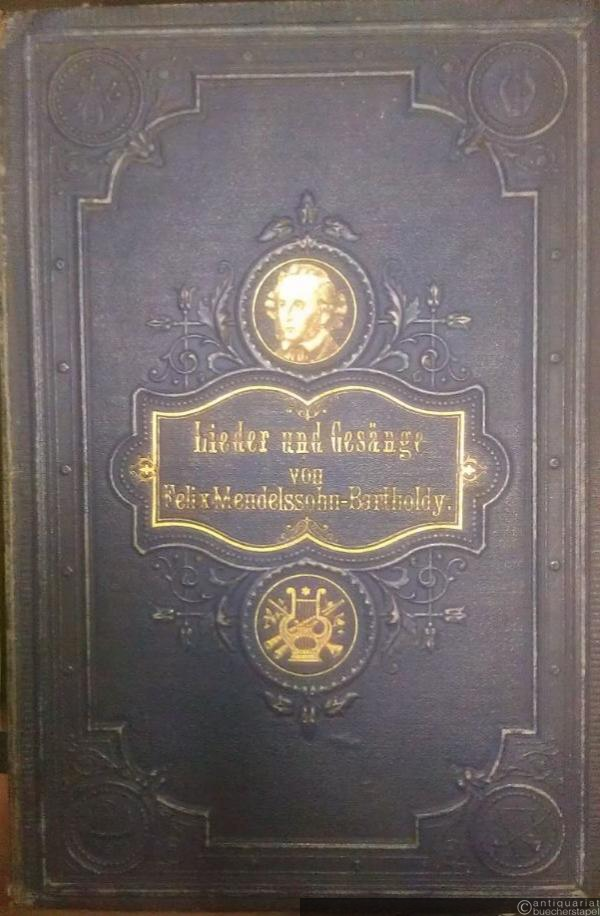 Lieder und Gesänge
von
Felix Mendelssohn-Bartholdy.
©antiquariat
buecherstapel